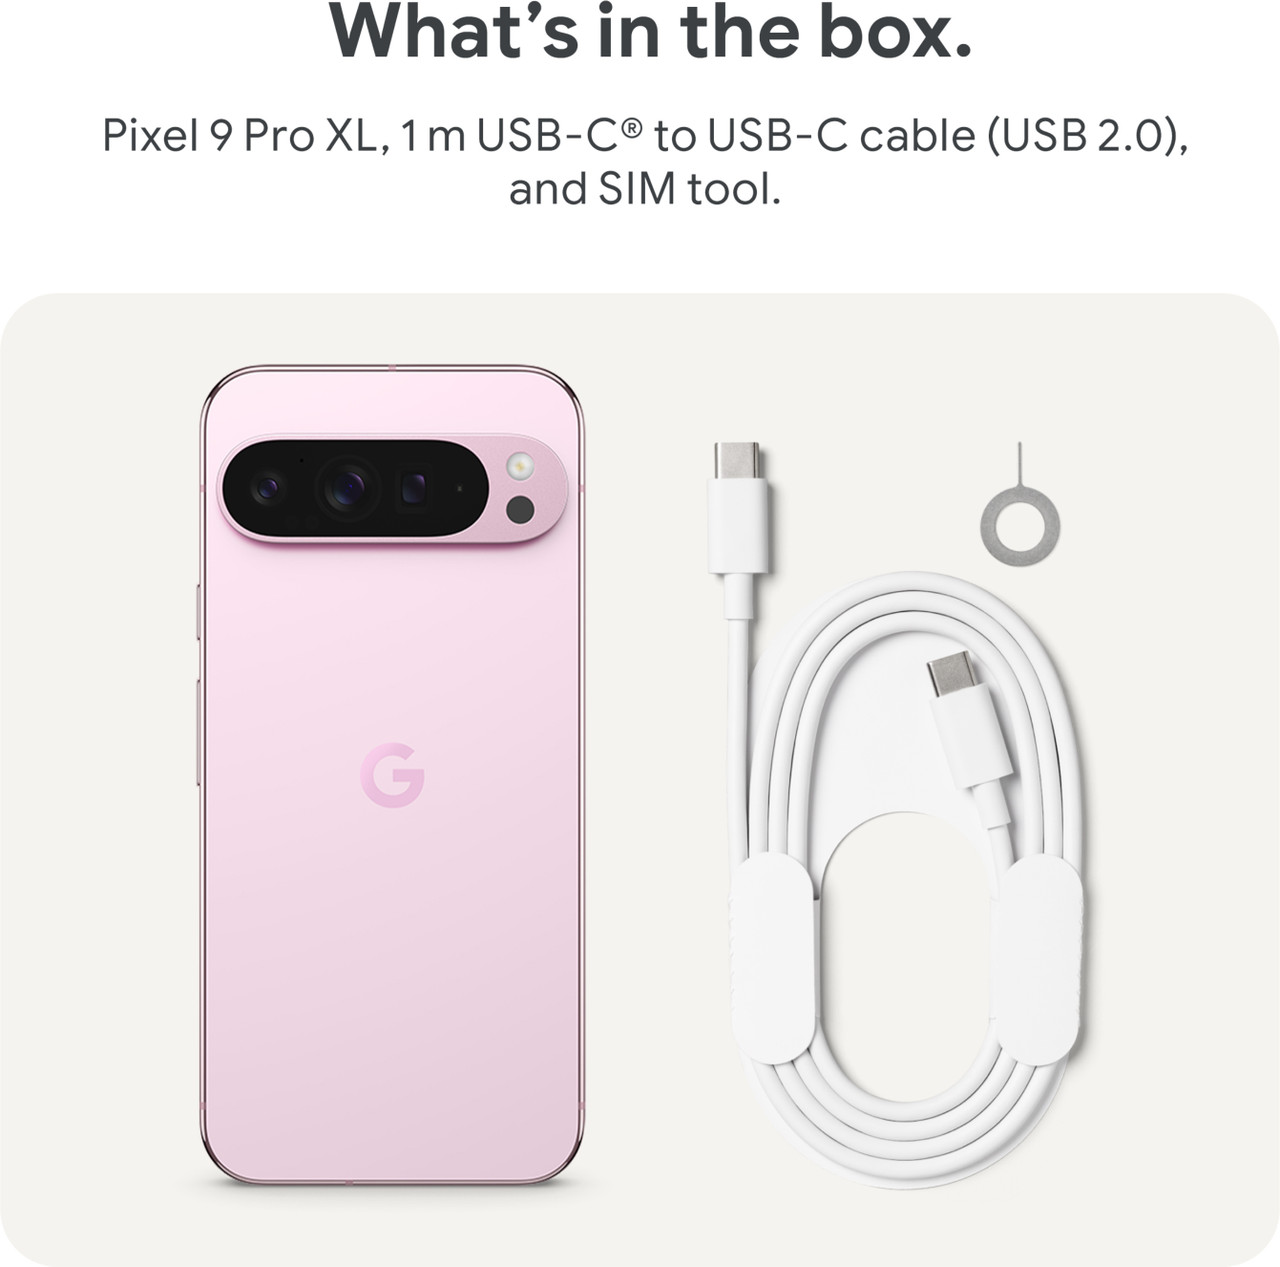 What’s in the box.
Pixel 9 Pro XL, 1 m USB-C® to USB-C cable (USB 2.0),
and SIM tool.
G